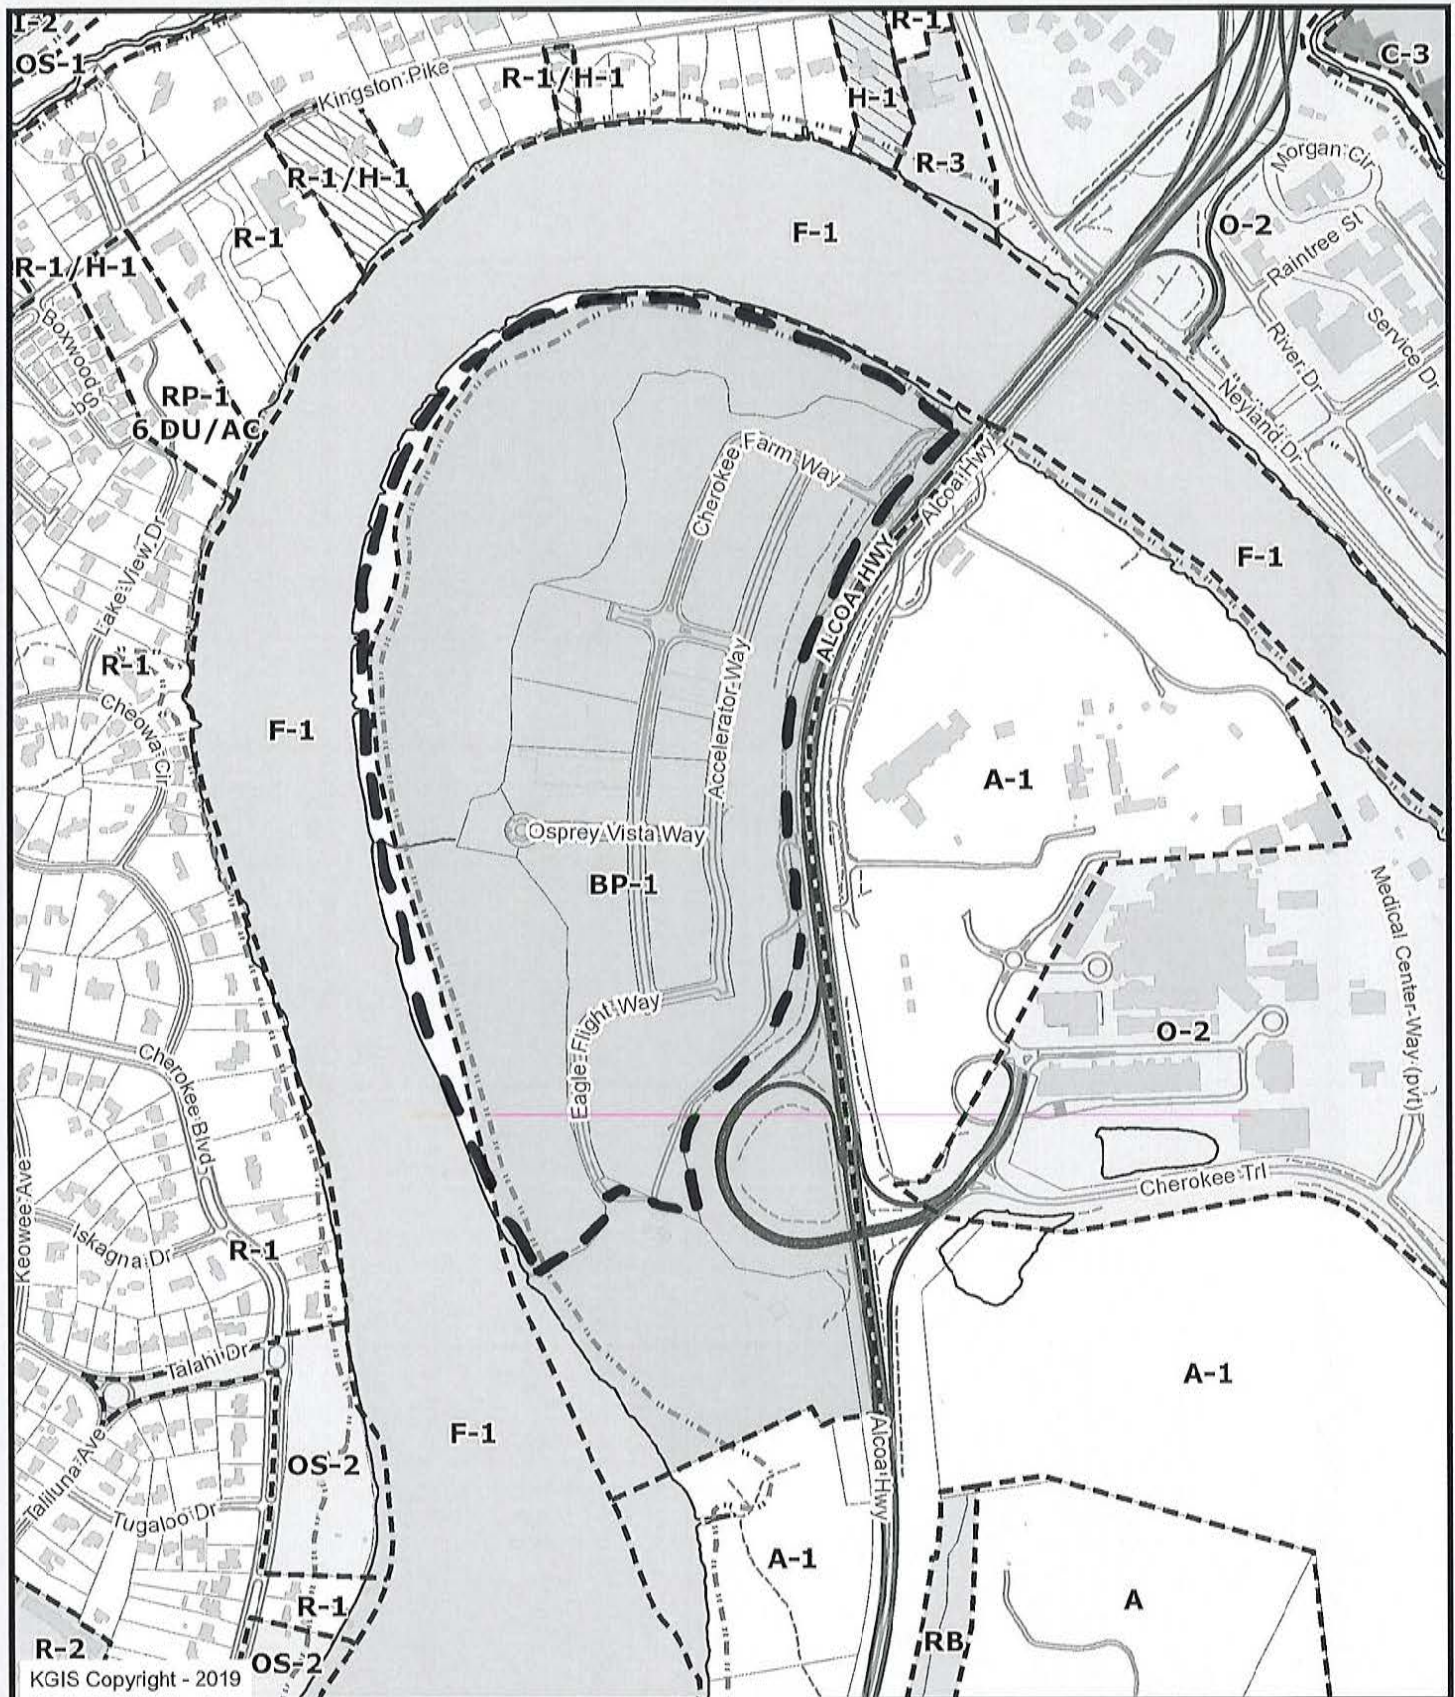 I-2
R-1
OS-1
C-3
Kingston Pike
R-1/H-1
H-1
R-1/H-1
R-3
Morgan Cir
R-1
F-1
O-2
R-1/H-1
Raintree St
Boxwood Sq
River Dr
Service Dr
RP-1
6 DU/AC
Neyland Dr
Cherokee Farm Way
Alcoa Hwy
ALCOA HWY
F-1
Lake View Dr
R-1
Cheowa Cir
F-1
Accelerator Way
A-1
Osprey Vista Way
BP-1
Medical Center Way (pvt)
Eagle Flight Way
O-2
Cherokee Blvd
Cherokee Trl
Keowee Ave
Iskagna Dr
R-1
Talahi Dr
A-1
F-1
Alcoa Hwy
OS-2
Taliluna Ave
Tugaloo Dr
A-1
A
R-1
R-2
OS-2
RB
KGIS Copyright - 2019